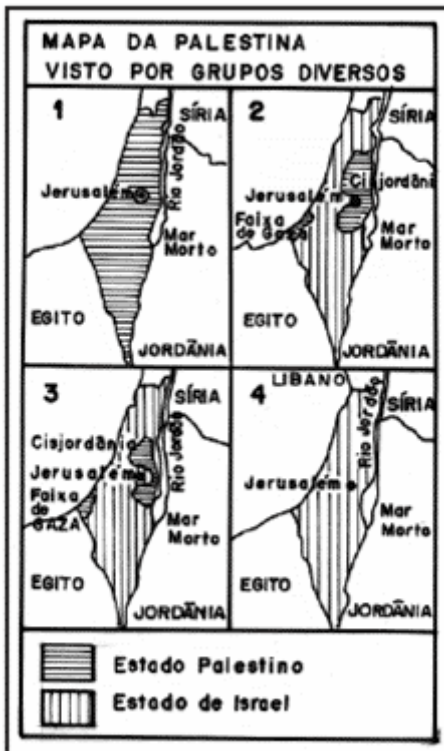 MAPA DA PALESTINA
VISTO POR GRUPOS DIVERSOS
1
SÍRIA
Jerusalém
Rio Jordão
Mar
Morto
EGITO
JORDÂNIA
2
SÍRIA
Cisjordâni
Jerusalém
Faixa
de Gaza
Mar
Morto
EGITO
JORDÂNIA
3
SÍRIA
Cisjordânia
Jerusalém
Rio Jordão
Faixa
de
GAZA
Mar
Morto
EGITO
JORDÂNIA
4
LIBANO
SÍRIA
Rio Jordão
Jerusalém
Mar
Morto
EGITO
JORDÂNIA
Estado Palestino
Estado de Israel